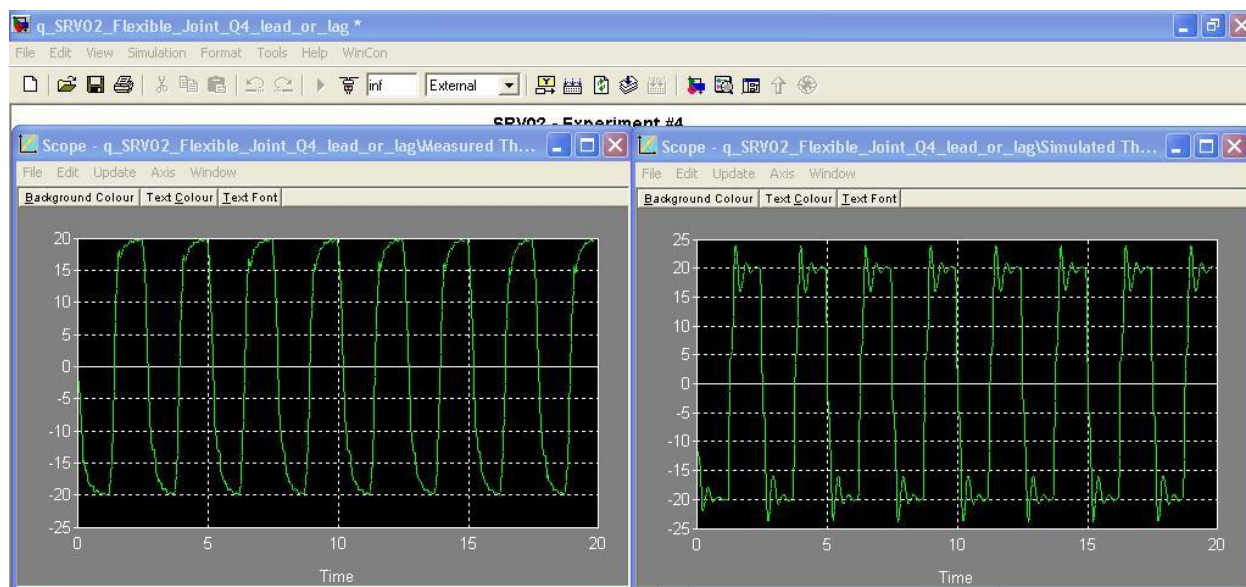 q_SRV02_Flexible_Joint_Q4_lead_or_lag *
File Edit View Simulation Format Tools Help WinCon
inf External
SRV02 - Experiment #4
Scope - q_SRV02_Flexible_Joint_Q4_lead_or_lag\Measured Th...
File Edit Update Axis Window
Background Colour Text Colour Text Font
20
15
10
5
0
-5
-10
-15
-20
-25
0 5 10 15 20
Time
Scope - q_SRV02_Flexible_Joint_Q4_lead_or_lag\Simulated Th...
File Edit Update Axis Window
Background Colour Text Colour Text Font
25
20
15
10
5
0
-5
-10
-15
-20
-25
0 5 10 15 20
Time